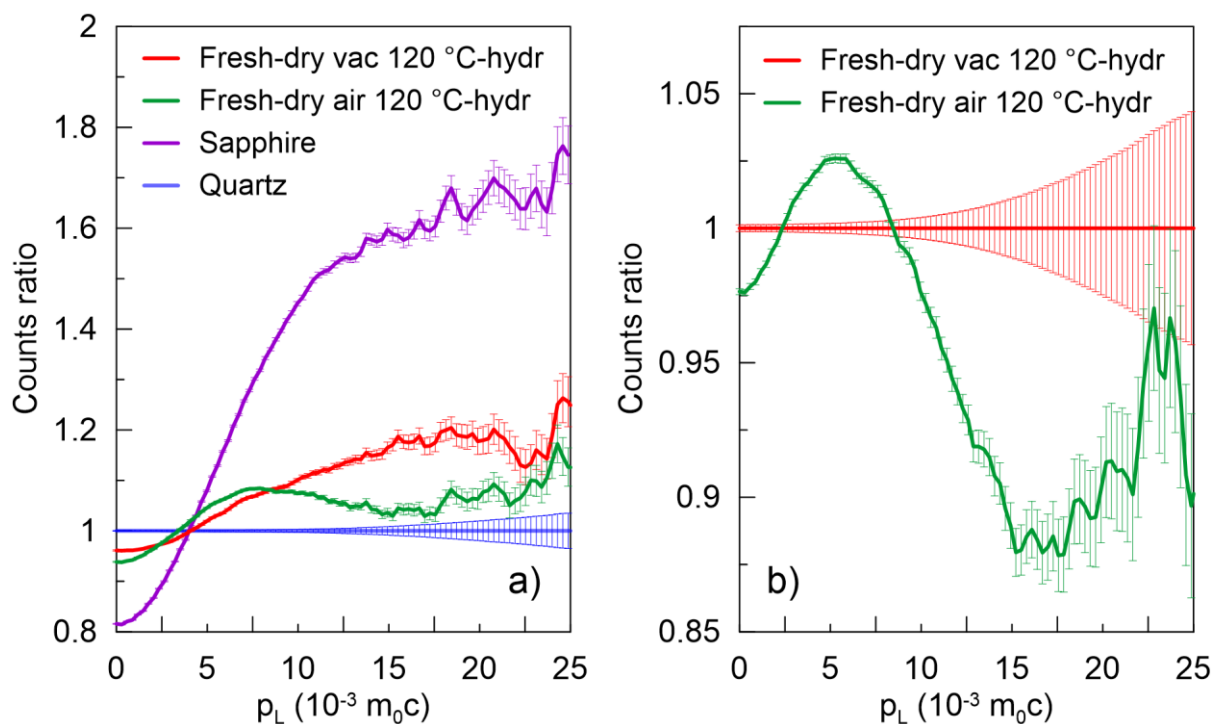 2
1.8
1.6
1.4
1.2
1
0.8
Counts ratio
Fresh-dry vac 120 °C-hydr
Fresh-dry air 120 °C-hydr
Sapphire
Quartz
a)
0 5 10 15 20 25
p_L (10^-3 m_0c)
1.05
1
0.95
0.9
0.85
Counts ratio
Fresh-dry vac 120 °C-hydr
Fresh-dry air 120 °C-hydr
b)
0 5 10 15 20 25
p_L (10^-3 m_0c)